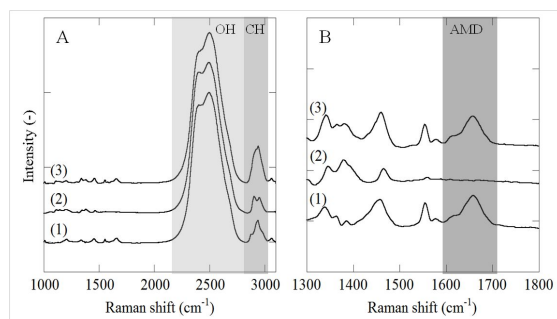 A
OH
CH
(3)
(2)
(1)
Intensity (-)
1000
1500
2000
2500
3000
Raman shift (cm⁻¹)
B
AMD
(3)
(2)
(1)
1300
1400
1500
1600
1700
1800
Raman shift (cm⁻¹)